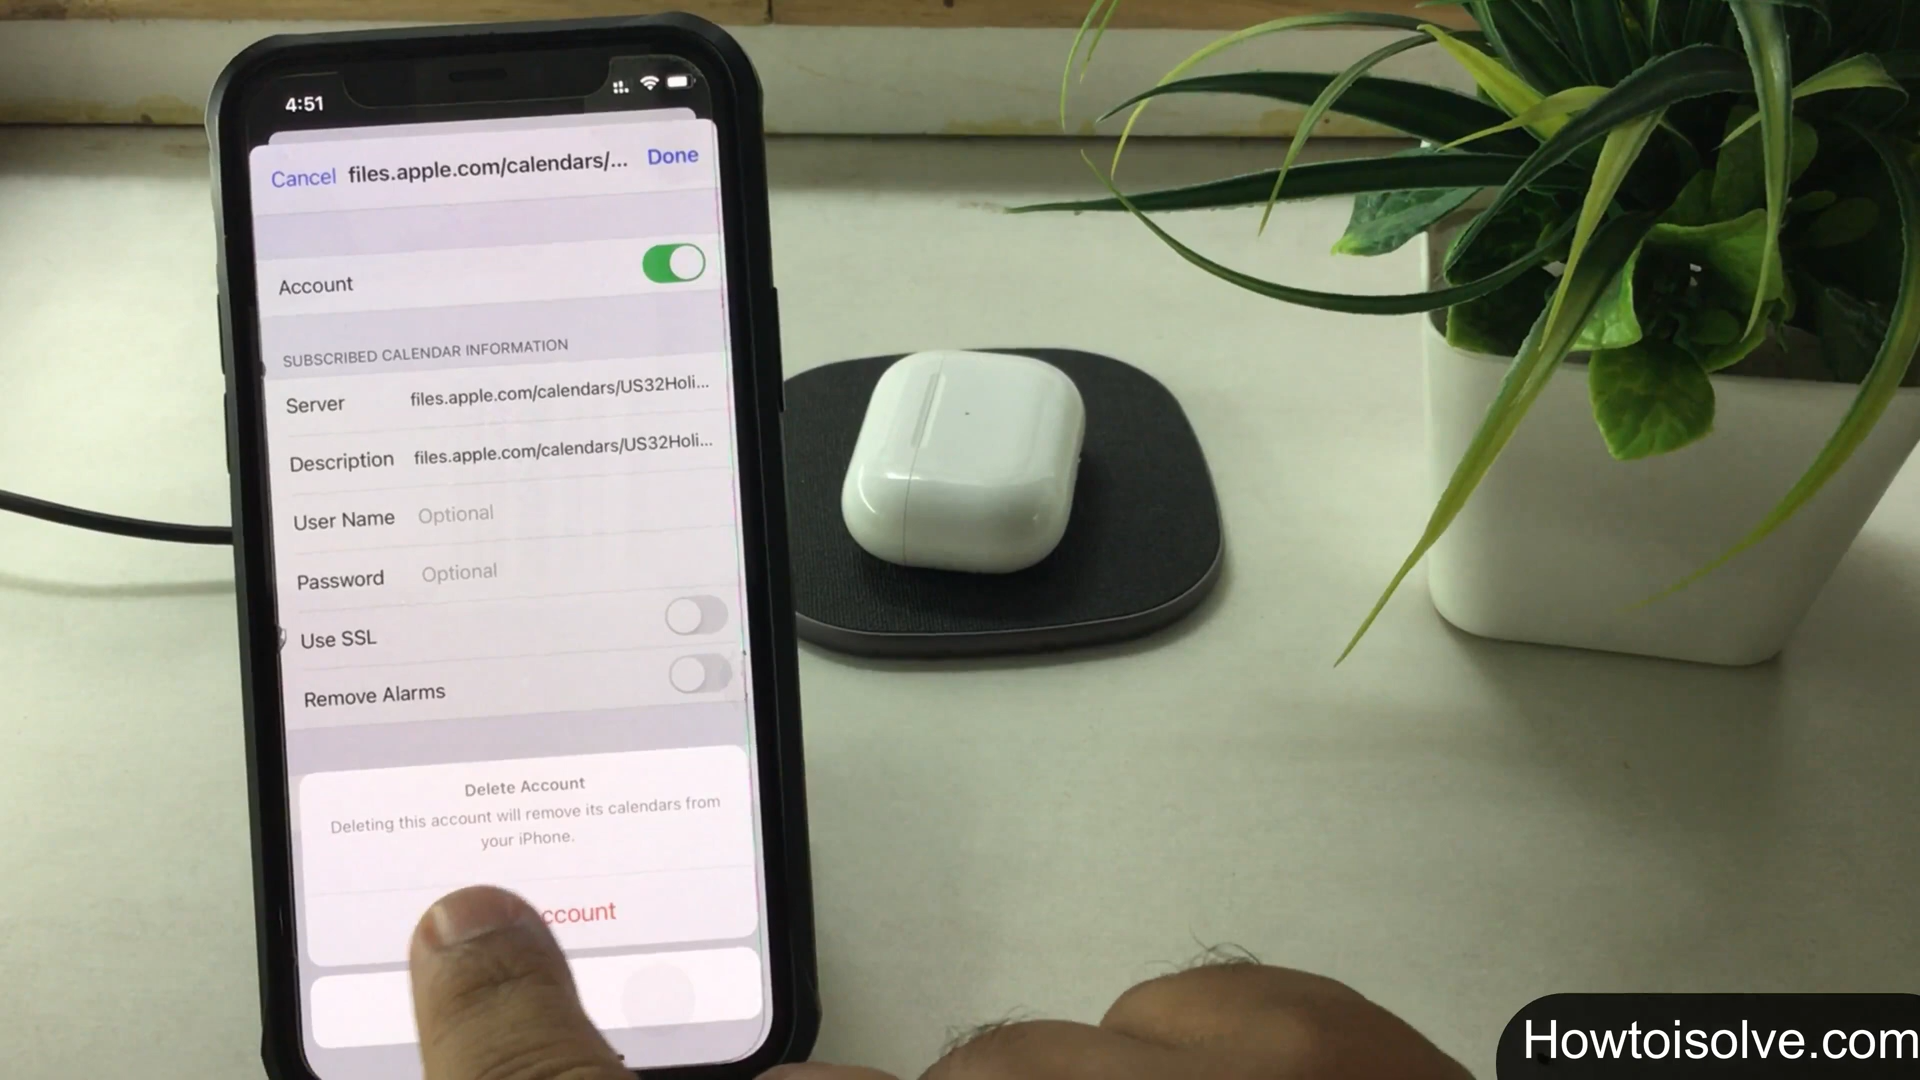 4:51
Cancel files.apple.com/calendars/... Done
Account
SUBSCRIBED CALENDAR INFORMATION
Server files.apple.com/calendars/US32Holi...
Description files.apple.com/calendars/US32Holi...
User Name Optional
Password Optional
Use SSL
Remove Alarms
Delete Account
Deleting this account will remove its calendars from
your iPhone.
ccount
Howtoisolve.com